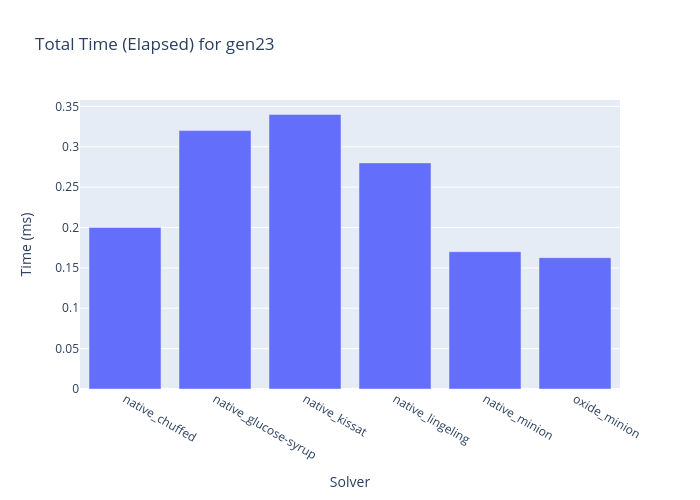 Total Time (Elapsed) for gen23
0.35
0.3
0.25
0.2
0.15
0.1
0.05
0
Time (ms)
native_chuffed
native_glucose-syrup
native_kissat
native_lingeling
native_minion
oxide_minion
Solver